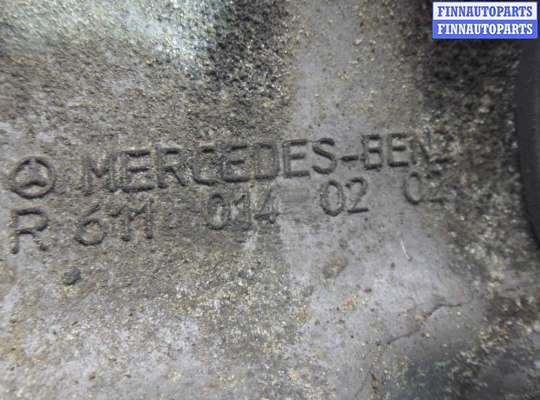 FINNAUTOPARTS
FINNAUTOPARTS
MERCEDES-BENZ
R 611 014 02 02